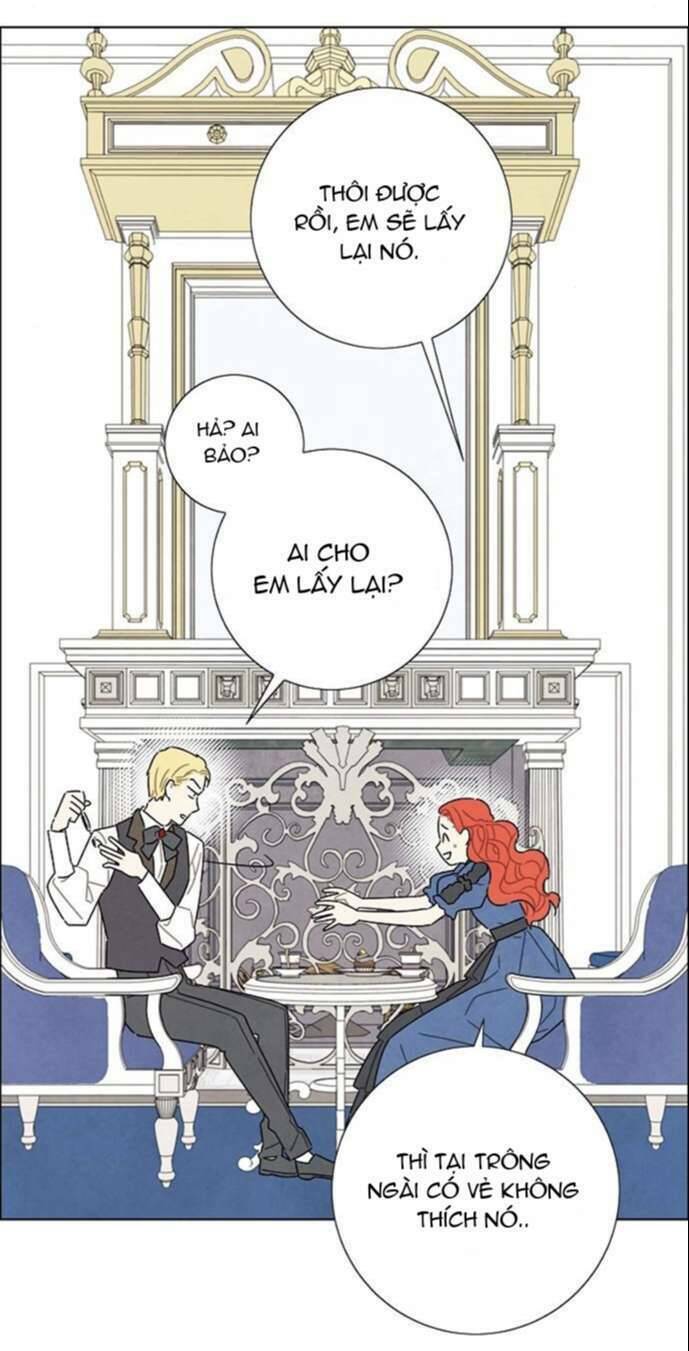 THÔI ĐƯỢC
RỒI, EM SẼ LẤY
LẠI NÓ.
HẢ? AI
BẢO?
AI CHO
EM LẤY LẠI?
THÌ TẠI TRÔNG
NGÀI CÓ VẺ KHÔNG
THÍCH NÓ..